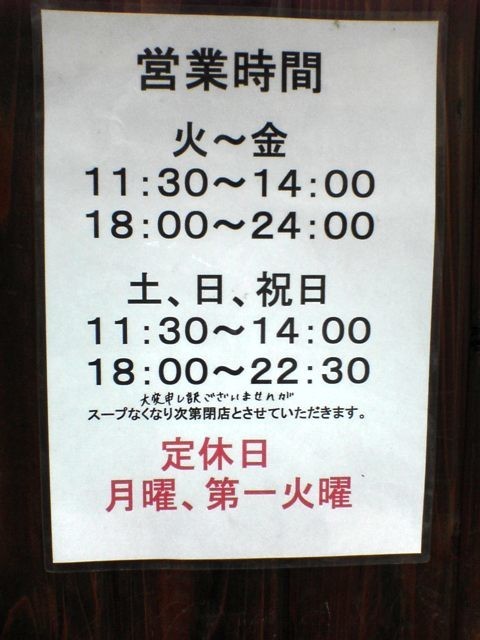 営業時間
火～金
11:30～14:00
18:00～24:00
土、日、祝日
11:30～14:00
18:00～22:30
大変申し訳ございませんが
スープなくなり次第閉店とさせていただきます。
定休日
月曜、第一火曜